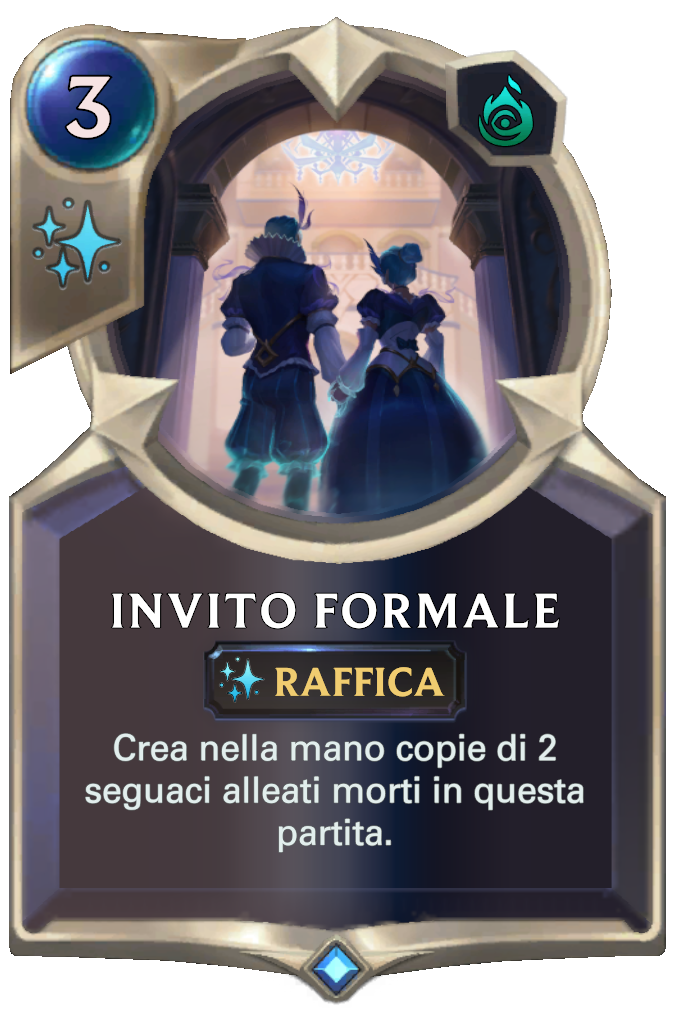 3
INVITO FORMALE
RAFFICA
Crea nella mano copie di 2
seguaci alleati morti in questa
partita.